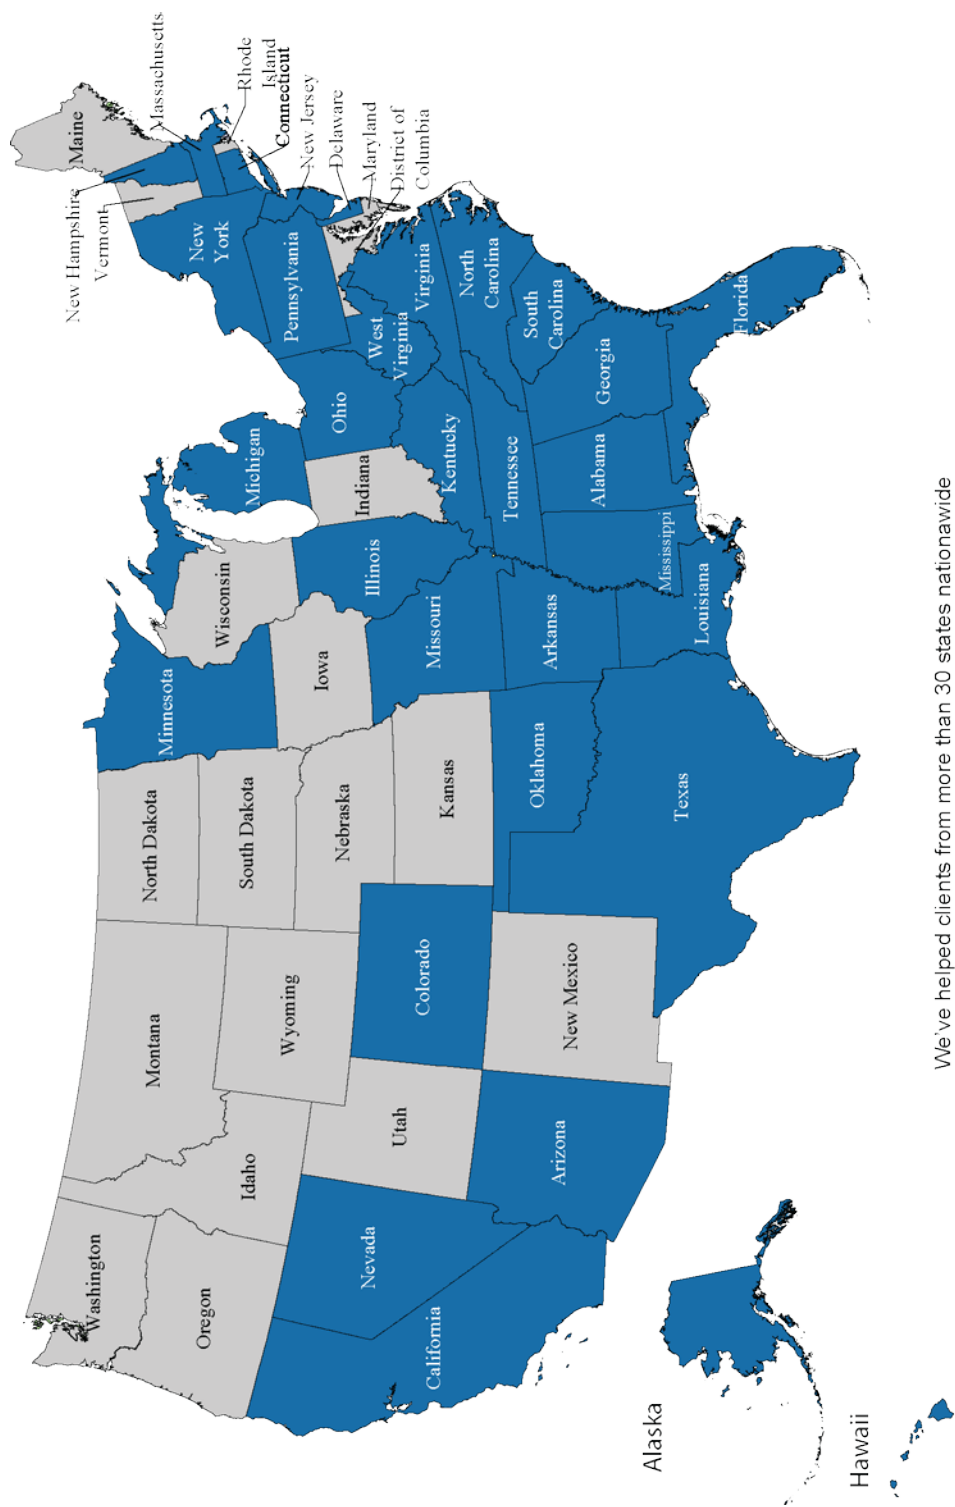 Washington
Oregon
California
Nevada
Idaho
Montana
Wyoming
Utah
Arizona
Colorado
New Mexico
North Dakota
South Dakota
Nebraska
Kansas
Oklahoma
Texas
Minnesota
Iowa
Missouri
Arkansas
Louisiana
Wisconsin
Illinois
Mississippi
Michigan
Indiana
Kentucky
Tennessee
Alabama
Ohio
West
Virginia
Georgia
Florida
Pennsylvania
Virginia
North
Carolina
South
Carolina
New
York
New Hampshire
Vermont
Maine
Massachusetts
Rhode
Island
Connecticut
New Jersey
Delaware
Maryland
District of
Columbia
Alaska
Hawaii
We've helped clients from more than 30 states nationawide